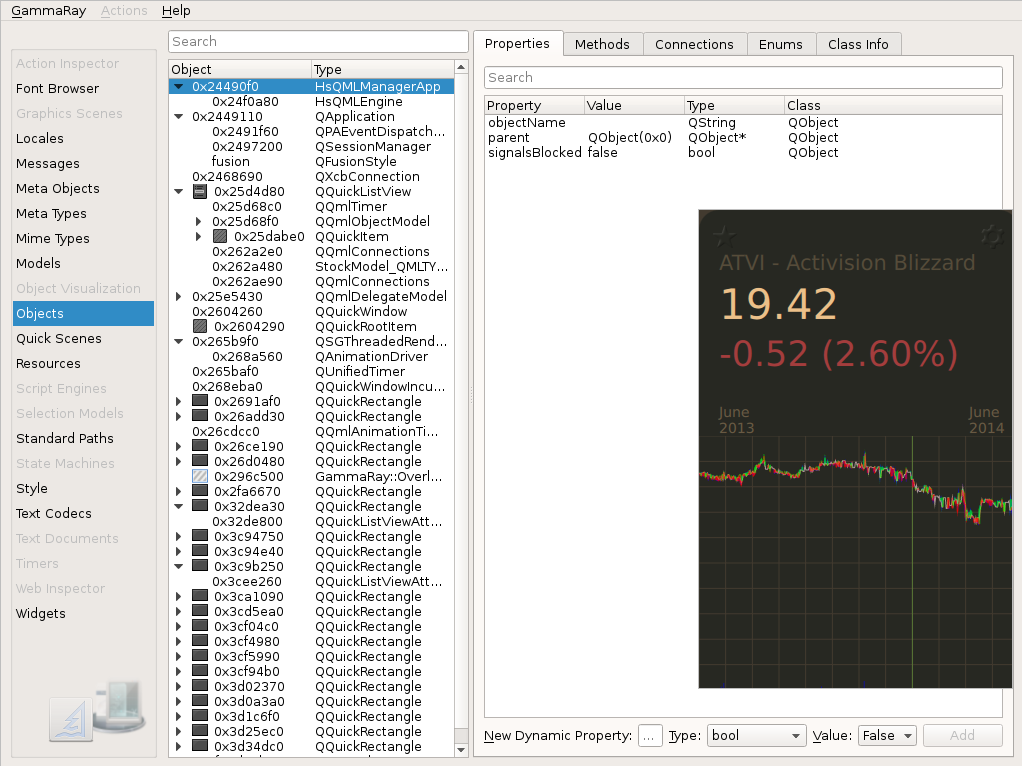 GammaRay Actions Help
Action Inspector
Font Browser
Graphics Scenes
Locales
Messages
Meta Objects
Meta Types
Mime Types
Models
Object Visualization
Objects
Quick Scenes
Resources
Script Engines
Selection Models
Standard Paths
State Machines
Style
Text Codecs
Text Documents
Timers
Web Inspector
Widgets
Search
Object Type
0x24490f0 HsQMLManagerApp
0x24f0a80 HsQMLEngine
0x2449110 QApplication
0x2491f60 QPAEventDispatch...
0x2497200 QSessionManager
fusion QFusionStyle
0x2468690 QXcbConnection
0x25d4d80 QQuickListView
0x25d68c0 QQmlTimer
0x25d68f0 QQmlObjectModel
0x25dabe0 QQuickItem
0x262a2e0 QQmlConnections
0x262a480 StockModel_QMLTY...
0x262ae90 QQmlConnections
0x25e5430 QQmlDelegateModel
0x2604260 QQuickWindow
0x2604290 QQuickRootItem
0x265b9f0 QSGThreadedRend...
0x268a560 QAnimationDriver
0x265baf0 QUnifiedTimer
0x268eba0 QQuickWindowIncu...
0x2691af0 QQuickRectangle
0x26add30 QQuickRectangle
0x26cdcc0 QQmlAnimationTi...
0x26ce190 QQuickRectangle
0x26d0480 QQuickRectangle
0x296c500 GammaRay::Overl...
0x2fa6670 QQuickRectangle
0x32dea30 QQuickRectangle
0x32de800 QQuickListViewAtt...
0x3c94750 QQuickRectangle
0x3c94e40 QQuickRectangle
0x3c9b250 QQuickRectangle
0x3cee260 QQuickListViewAtt...
0x3ca1090 QQuickRectangle
0x3cd5ea0 QQuickRectangle
0x3cf04c0 QQuickRectangle
0x3cf4980 QQuickRectangle
0x3cf5990 QQuickRectangle
0x3cf94b0 QQuickRectangle
0x3d02370 QQuickRectangle
0x3d0a3a0 QQuickRectangle
0x3d1c6f0 QQuickRectangle
0x3d25ec0 QQuickRectangle
0x3d34dc0 QQuickRectangle
Properties Methods Connections Enums Class Info
Search
Property Value Type Class
objectName QString QObject
parent QObject(0x0) QObject* QObject
signalsBlocked false bool QObject
ATVI - Activision Blizzard
19.42
-0.52 (2.60%)
June June
2013 2014
New Dynamic Property: ... Type: bool Value: False Add